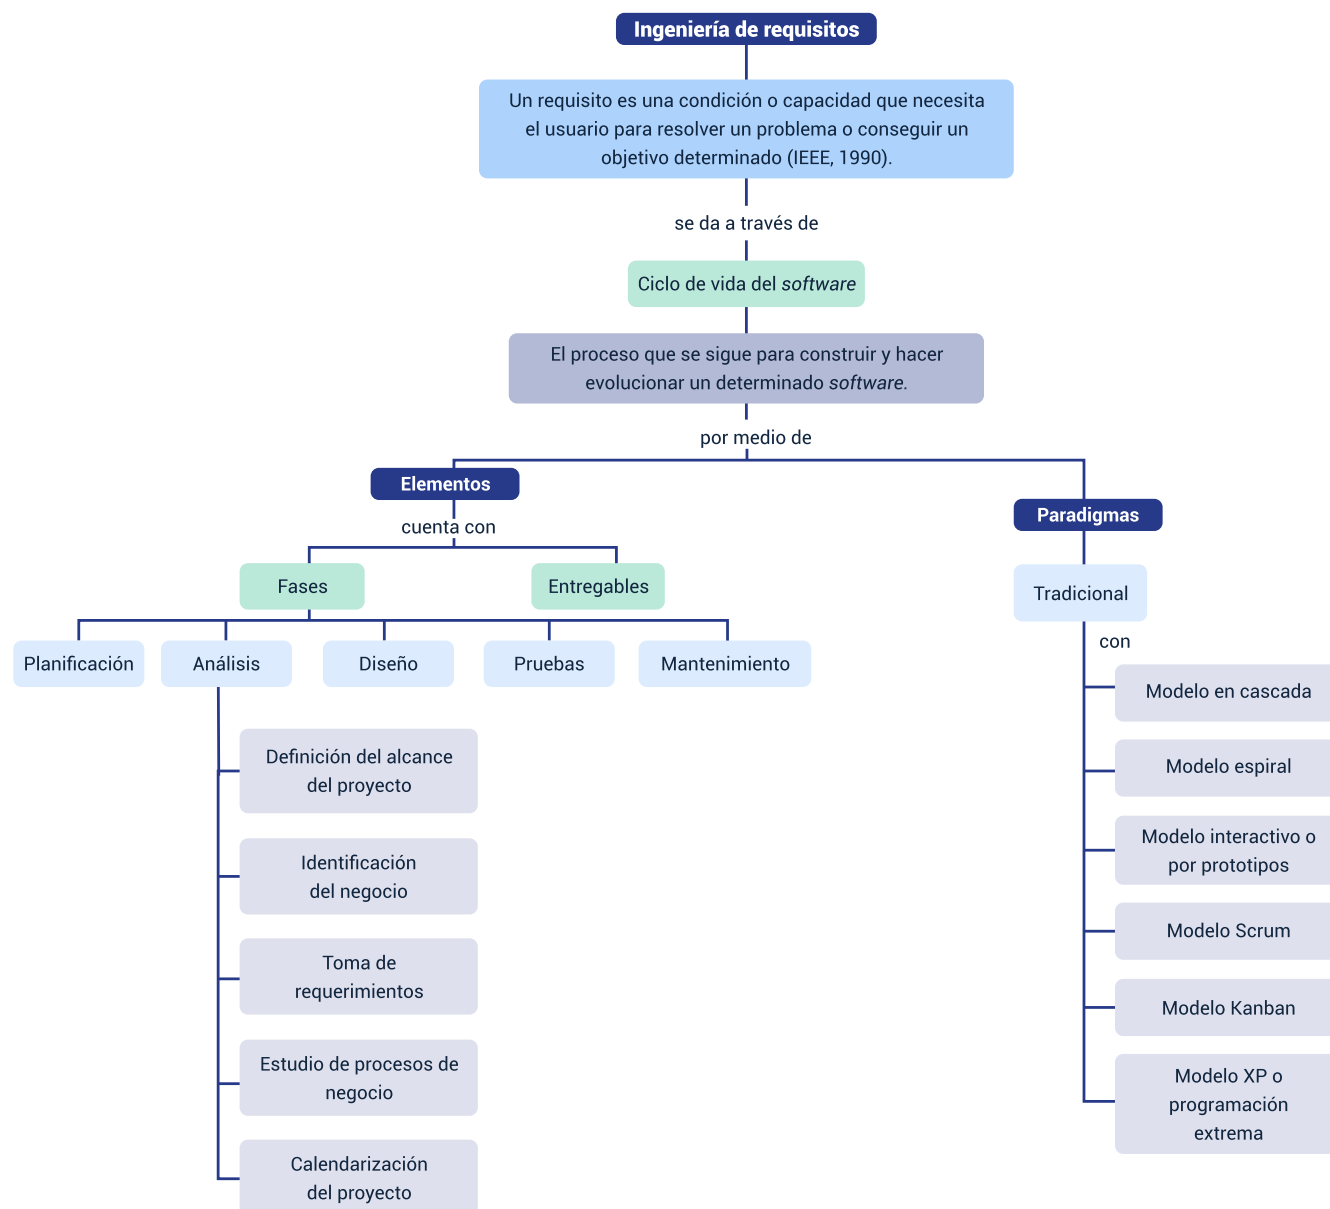 Ingeniería de requisitos
Un requisito es una condición o capacidad que necesita
el usuario para resolver un problema o conseguir un
objetivo determinado (IEEE, 1990).
se da a través de
Ciclo de vida del software
El proceso que se sigue para construir y hacer
evolucionar un determinado software.
por medio de
Elementos
cuenta con
Fases
Entregables
Planificación
Análisis
Diseño
Pruebas
Mantenimiento
Definición del alcance
del proyecto
Identificación
del negocio
Toma de
requerimientos
Estudio de procesos de
negocio
Calendarización
del proyecto
Paradigmas
Tradicional
con
Modelo en cascada
Modelo espiral
Modelo interactivo o
por prototipos
Modelo Scrum
Modelo Kanban
Modelo XP o
programación
extrema